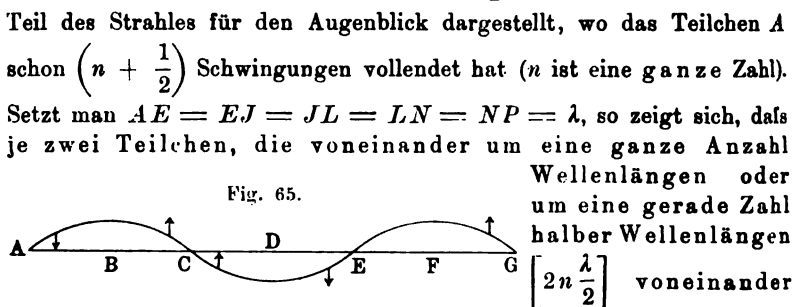 Teil des Strahles für den Augenblick dargestellt, wo das Teilchen A
schon (n + 1/2) Schwingungen vollendet hat (n ist eine ganze Zahl).
Setzt man AE = EJ = JL = LN = NP = λ, so zeigt sich, daſs
je zwei Teilchen, die voneinander um eine ganze Anzahl
Wellenlängen oder
um eine gerade Zahl
halber Wellenlängen
[2n λ/2] voneinander
Fig. 65.
A B C D E F G